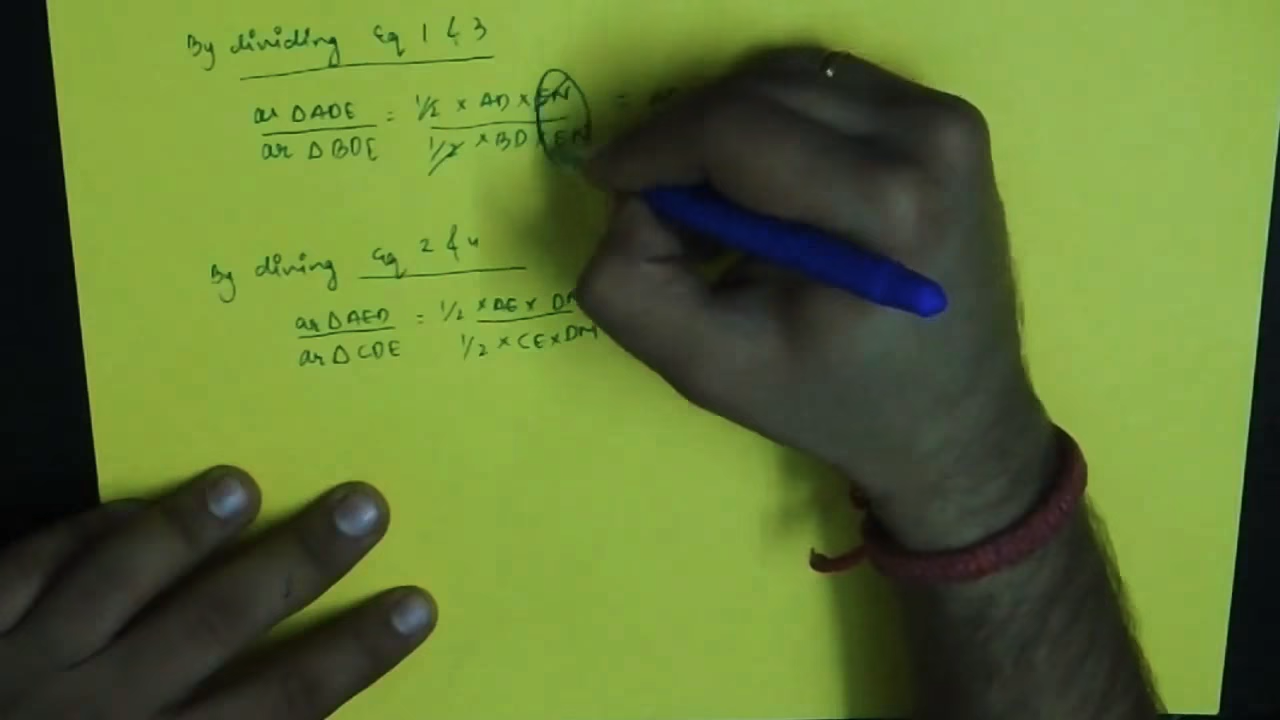 By dividing Eq 1 & 3
ar ΔADE / ar ΔBDE = 1/2 × AD × EN / 1/2 × BD × EN =
By dining Eq 2 & 4
ar ΔAED / ar ΔCDE = 1/2 × AE × DM / 1/2 × CE × DM